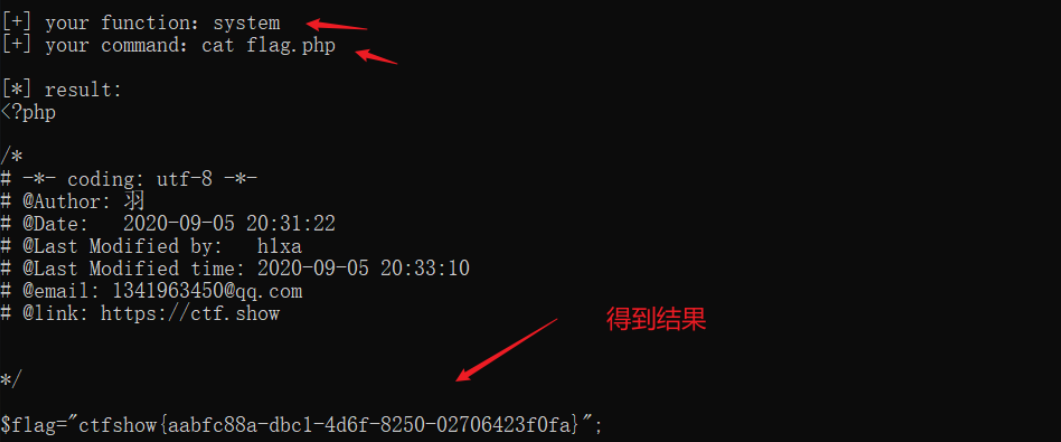 [+] your function：system
[+] your command：cat flag.php
[*] result:
<?php
/*
# -*- coding: utf-8 -*-
# @Author: 羽
# @Date:   2020-09-05 20:31:22
# @Last Modified by:   h1xa
# @Last Modified time: 2020-09-05 20:33:10
# @email: 1341963450@qq.com
# @link: https://ctf.show
得到结果
*/
$flag="ctfshow{aabfc88a-dbc1-4d6f-8250-02706423f0fa}";